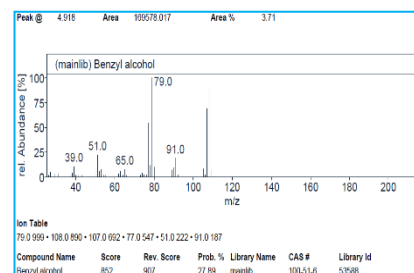 Peak @ 4.918 Area 169578.017 Area % 3.71
(mainlib) Benzyl alcohol
rel. Abundance [%]
100
75
50
25
0
79.0
51.0
39.0
65.0
91.0
40 60 80 100 120 140 160 180 200
m/z
Ion Table
79.0 999 • 108.0 890 • 107.0 692 • 77.0 547 • 51.0 222 • 91.0 187
Compound Name Score Rev. Score Prob. % Library Name CAS # Library Id
Benzyl alcohol 852 907 27.89 mainlib 100-51-6 53588